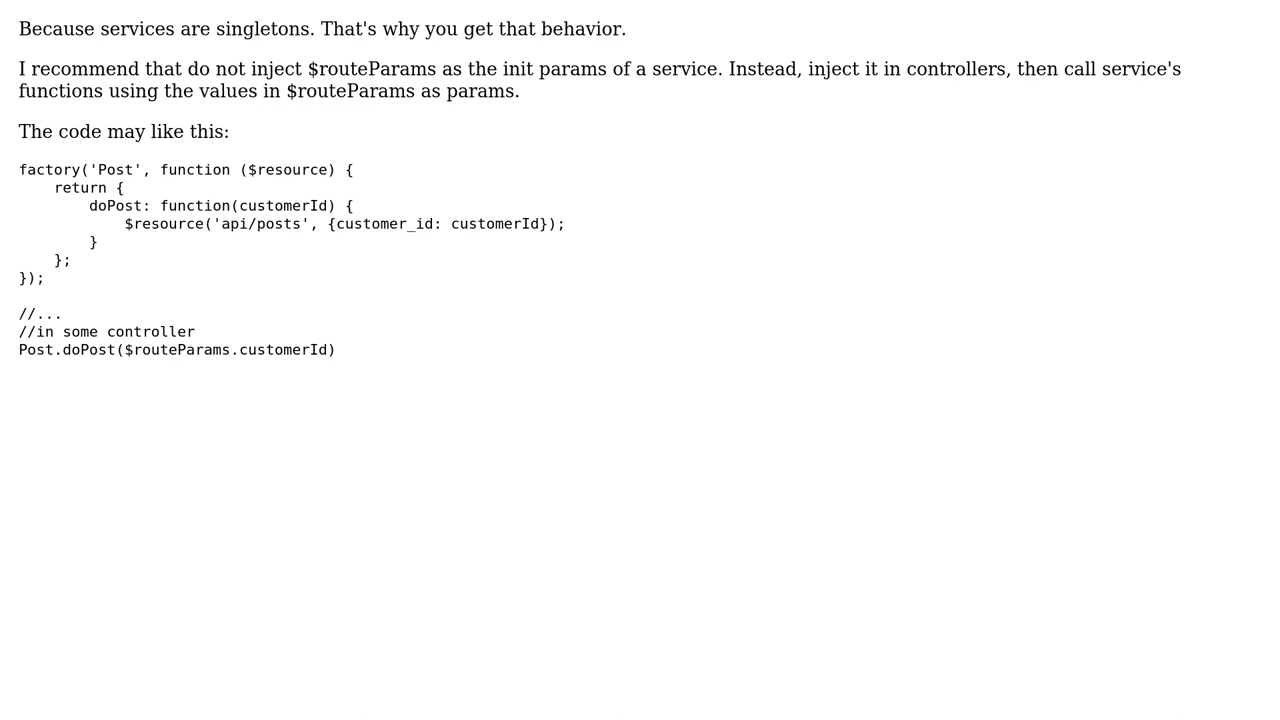 Because services are singletons. That's why you get that behavior.
I recommend that do not inject $routeParams as the init params of a service. Instead, inject it in controllers, then call service's
functions using the values in $routeParams as params.
The code may like this:
factory('Post', function ($resource) {
    return {
        doPost: function(customerId) {
            $resource('api/posts', {customer_id: customerId});
        }
    };
});
//...
//in some controller
Post.doPost($routeParams.customerId)